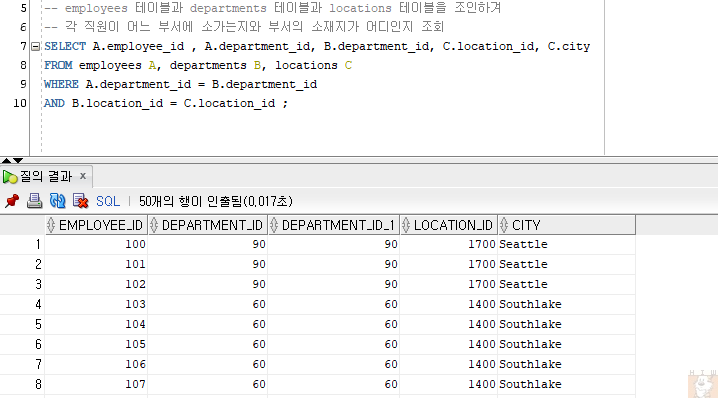 5 -- employees 테이블과 departments 테이블과 locations 테이블을 조인하겨
6 -- 각 직원이 어느 부서에 소가는지와 부서의 소재지가 어디인지 조회
7 SELECT A.employee_id , A.department_id, B.department_id, C.location_id, C.city
8 FROM employees A, departments B, locations C
9 WHERE A.department_id = B.department_id
10 AND B.location_id = C.location_id ;
질의 결과 x
SQL | 50개의 행이 인출됨(0,017초)
EMPLOYEE_ID DEPARTMENT_ID DEPARTMENT_ID_1 LOCATION_ID CITY
1 100 90 90 1700 Seattle
2 101 90 90 1700 Seattle
3 102 90 90 1700 Seattle
4 103 60 60 1400 Southlake
5 104 60 60 1400 Southlake
6 105 60 60 1400 Southlake
7 106 60 60 1400 Southlake
8 107 60 60 1400 Southlake